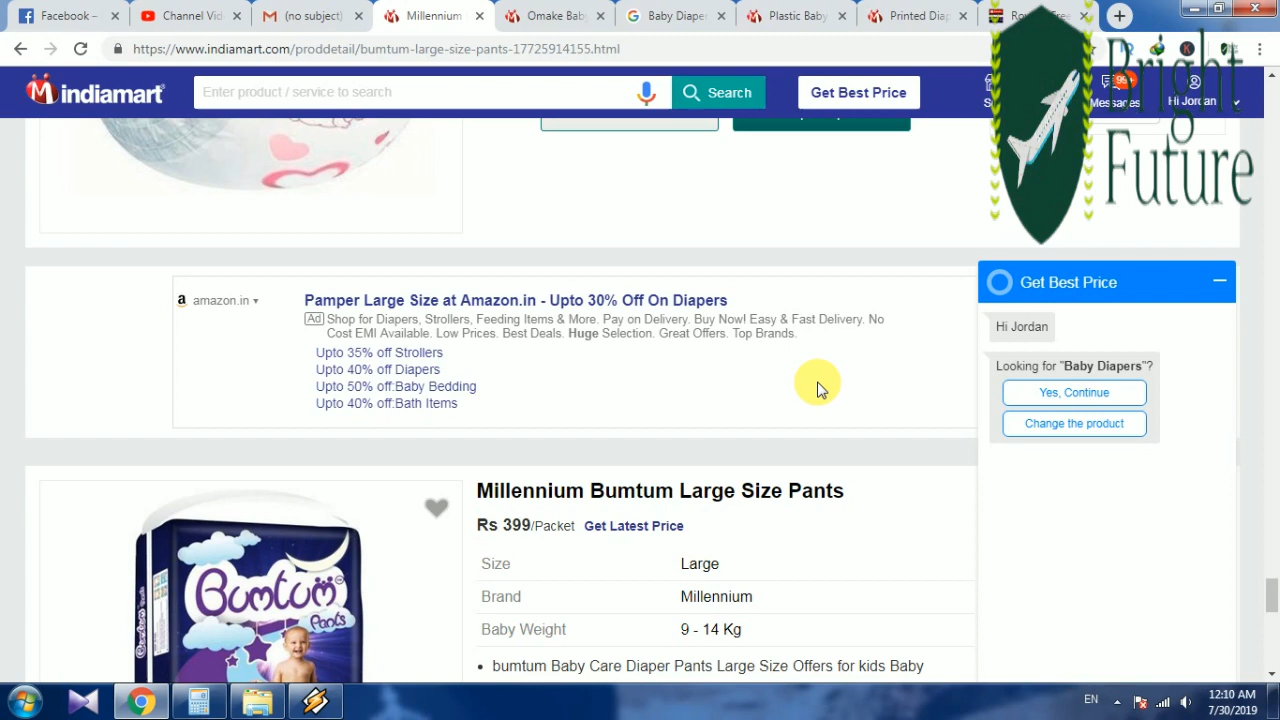 Facebook –
Channel Vid
(no subject)
Millennium
Omake Baby
Baby Diaper
Plastic Baby
Printed Diap
https://www.indiamart.com/proddetail/bumtum-large-size-pants-17725914155.html
indiamart
Enter product / service to search
Search
Get Best Price
99+
Messages
Hi Jordan
Bright
Future
amazon.in
Pamper Large Size at Amazon.in - Upto 30% Off On Diapers
Ad Shop for Diapers, Strollers, Feeding Items & More. Pay on Delivery. Buy Now! Easy & Fast Delivery. No
Cost EMI Available. Low Prices. Best Deals. Huge Selection. Great Offers. Top Brands.
Upto 35% off Strollers
Upto 40% off Diapers
Upto 50% off:Baby Bedding
Upto 40% off:Bath Items
Get Best Price
Hi Jordan
Looking for "Baby Diapers"?
Yes, Continue
Change the product
Millennium Bumtum Large Size Pants
Rs 399/Packet Get Latest Price
Size Large
Brand Millennium
Baby Weight 9 - 14 Kg
• bumtum Baby Care Diaper Pants Large Size Offers for kids Baby
Bumtum
Pants
EN
12:10 AM
7/30/2019